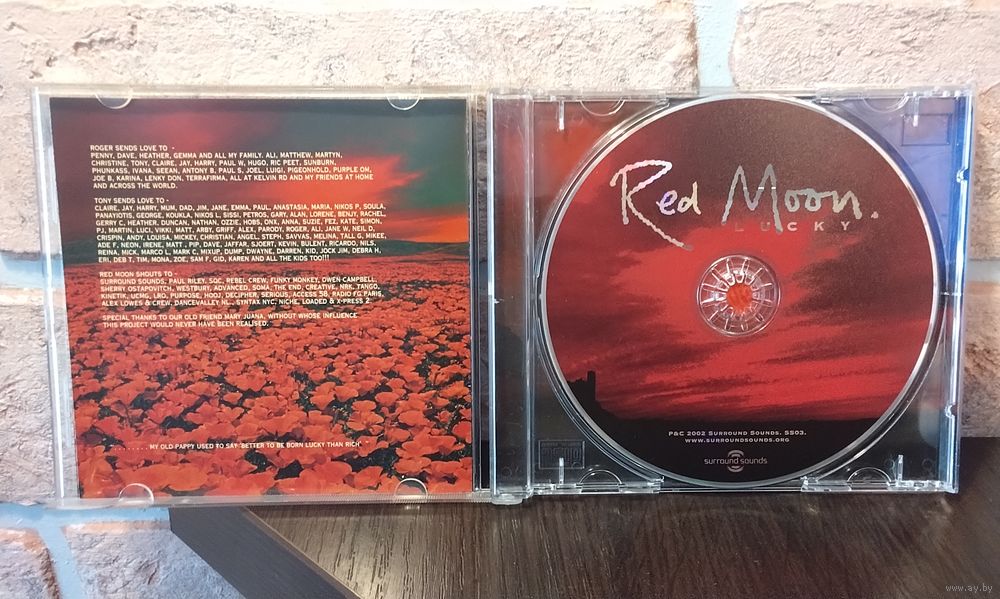 ROGER SENDS LOVE TO -
PENNY, DAVE, HEATHER, GEMMA AND ALL MY FAMILY. ALI, MATTHEW, MARTYN,
CHRISTINE, TONY, CLAIRE, JAY, HARRY, PAUL W, HUGO, RIC PEET, SUNBURN,
PHUNKASS, IVANA, SEEAN, ANTONY B, PAUL S, JOEL, LUIGI, PIGEONHOLD, PURPLE OM,
JOE B, KARINA, LENKY DON, TERRAFIRMA, ALL AT KELVIN RD AND MY FRIENDS AT HOME
AND ACROSS THE WORLD.
TONY SENDS LOVE TO -
CLAIRE, JAY, HARRY, MUM, DAD, JIM, JANE, EMMA, PAUL, ANASTASIA, MARIA, NIKOS P, SOULA,
PANAYIOTIS, GEORGE, KOUKLA, NIKOS L, SISSI, PETROS, GARY, ALAN, LORENE, BENJY, RACHEL,
GERRY C, HEATHER, DUNCAN, NATHAN, OZZIE, HOBS, ONX, ANNA, SUZIE, FEZ, KATE, SIMON,
PJ, MARTIN, LUCI, VIKKI, MATT, ARBY, GRIFF, ALEX, PARODY, ROGER, ALI, JANE W, NEIL D,
CRISPIN, ANDY, LOUISA, MICKEY, CHRISTIAN, ANGEL, STEPH, SAVVAS, MELINA, TALL G, MIKEE,
ADE F, NEON, IRENE, MATT , PIP, DAVE, JAFFAR, SJOERT, KEVIN, BULENT, RICARDO, NILS,
REINA, MICK, MARCO L, MARK C, MIXUP, DUMP, DWAYNE, DARREN, KID, JOCK JIM, DEBRA H,
ERI, DEB T, TIM, MONA, ZOE, SAM F, GID, KAREN AND ALL THE KIDS TOO!!!
RED MOON SHOUTS TO -
SURROUND SOUNDS, PAUL RILEY, SQC, REBEL CREW, FUNKY MONKEY, OWEN CAMPBELL,
SHERRY OSTAPOVITCH, WESTBURY, ADVANCED, SOMA, THE END, CREATIVE, NRK, TANGO,
KINETIK, UCMG, LRG, PURPOSE, HOOJ, DECIPHER, SERIOUS, ACCESS 58, RADIO FG PARIS,
ALEX LOWES & CREW, DANCEVALLEY NL., SYNTAX NYC, NICHE, LOADED & X-PRESS 2.
SPECIAL THANKS TO OUR OLD FRIEND MARY JUANA, WITHOUT WHOSE INFLUENCE
THIS PROJECT WOULD NEVER HAVE BEEN REALISED.
........MY OLD PAPPY USED TO SAY 'BETTER TO BE BORN LUCKY THAN RICH'
Red Moon.
LUCKY
P&C 2002 SURROUND SOUNDS. SS03.
WWW.SURROUNDSOUNDS.ORG
surround sounds
www.ay.by